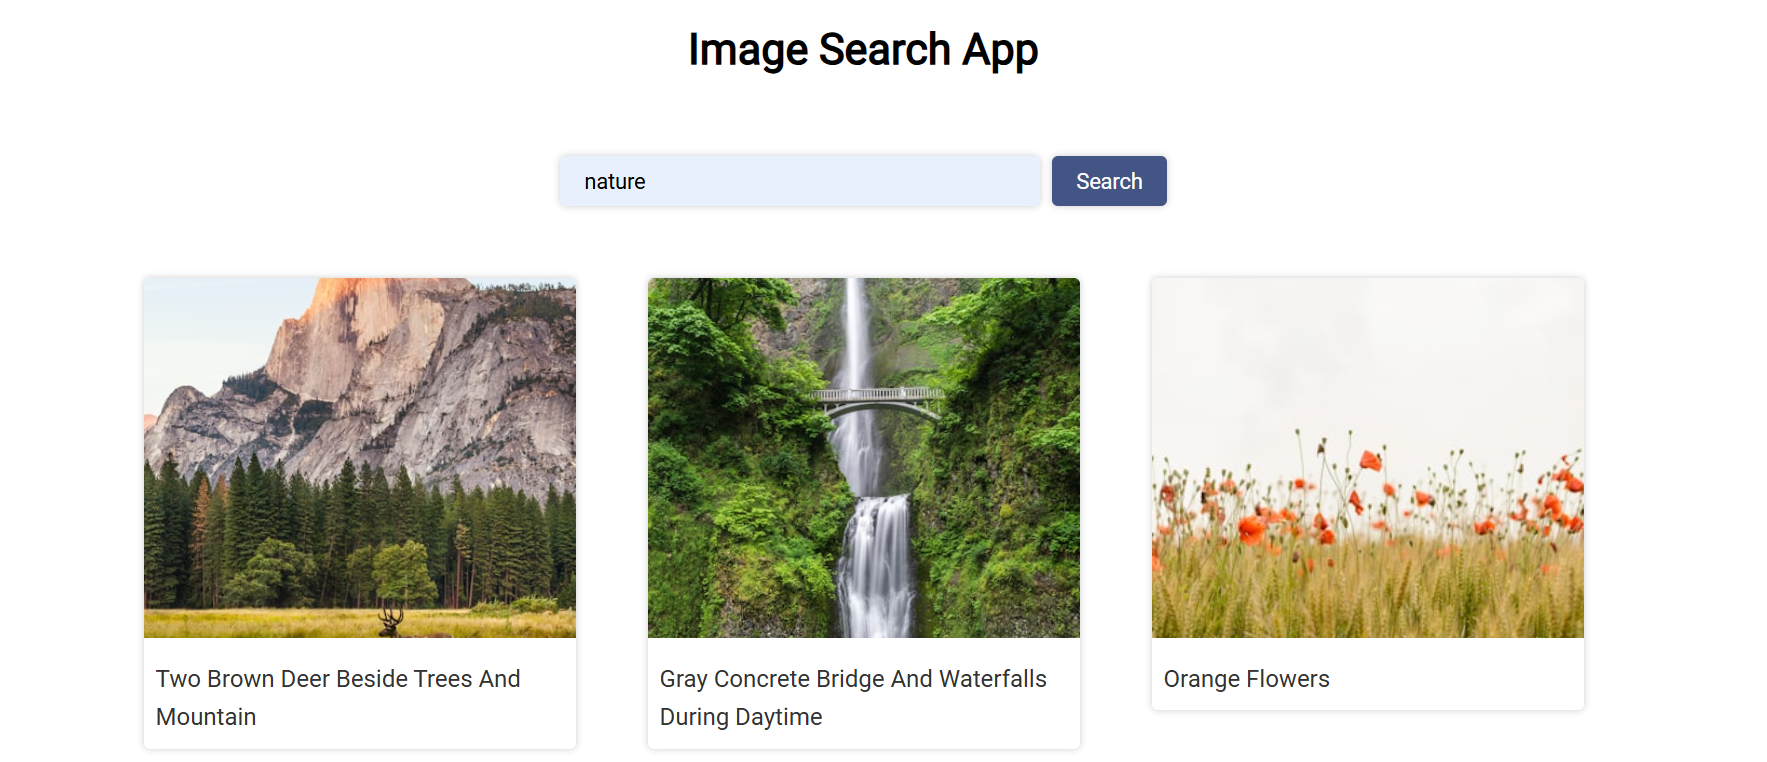 Image Search App
nature
Search
Two Brown Deer Beside Trees And
Mountain
Gray Concrete Bridge And Waterfalls
During Daytime
Orange Flowers